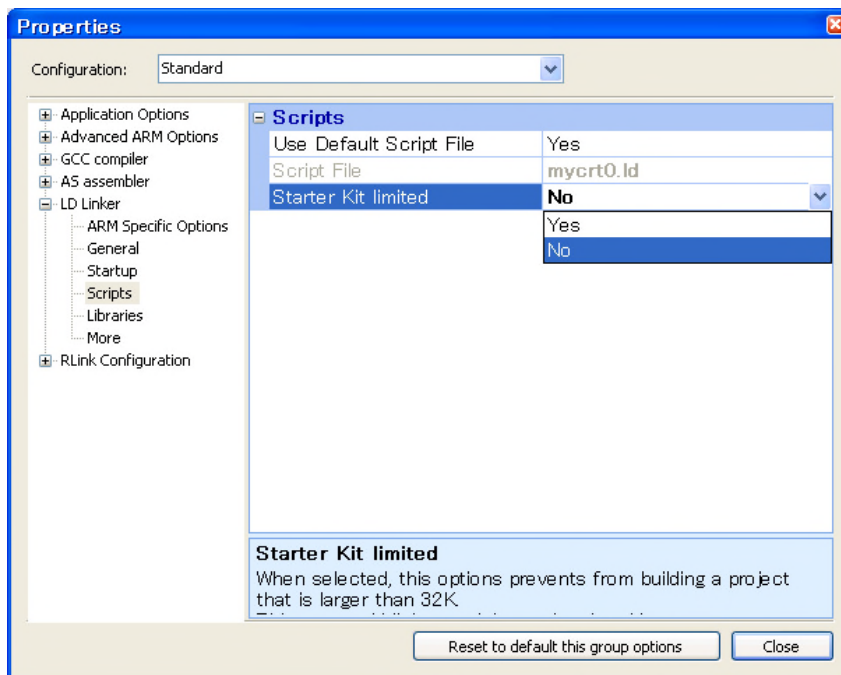 Properties
Configuration: Standard
Application Options
Advanced ARM Options
GCC compiler
AS assembler
LD Linker
ARM Specific Options
General
Startup
Scripts
Libraries
More
RLink Configuration
Scripts
Use Default Script File Yes
Script File mycrt0.ld
Starter Kit limited No
Yes
No
Starter Kit limited
When selected, this options prevents from building a project
that is larger than 32K.
Reset to default this group options Close